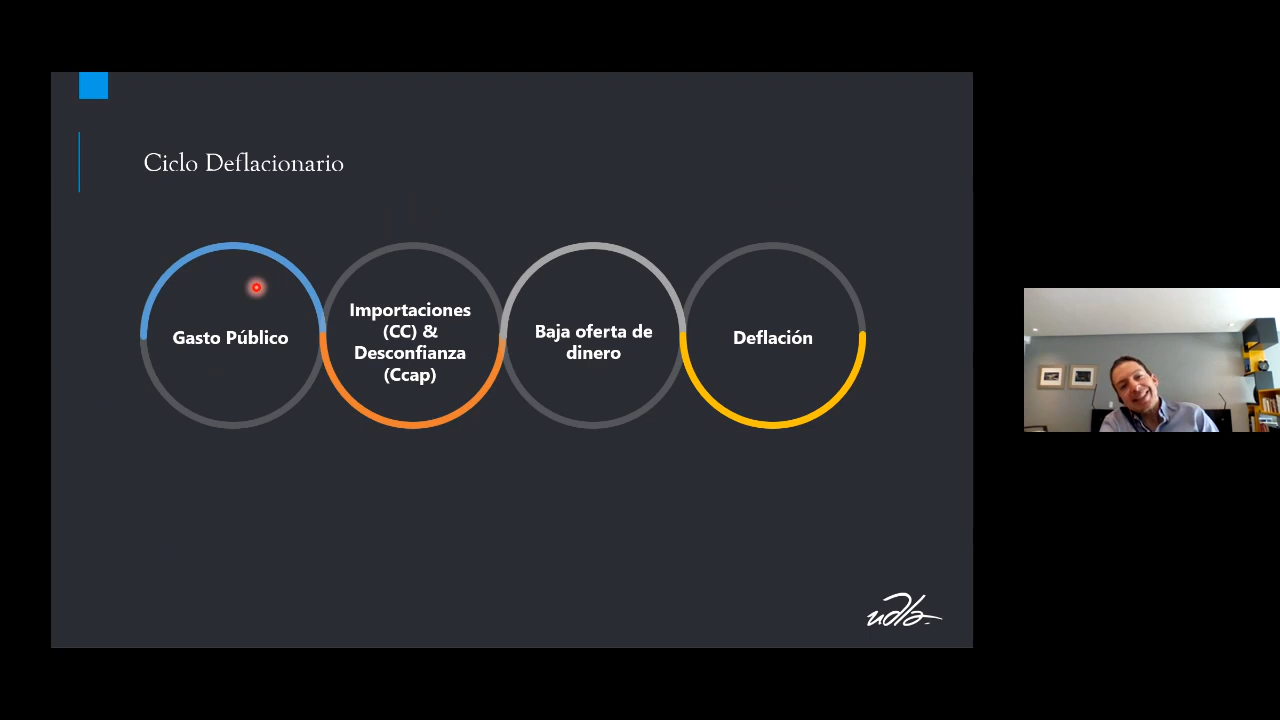 Ciclo Deflacionario
Gasto Público
Importaciones
(CC) &
Desconfianza
(Ccap)
Baja oferta de
dinero
Deflación
udla-